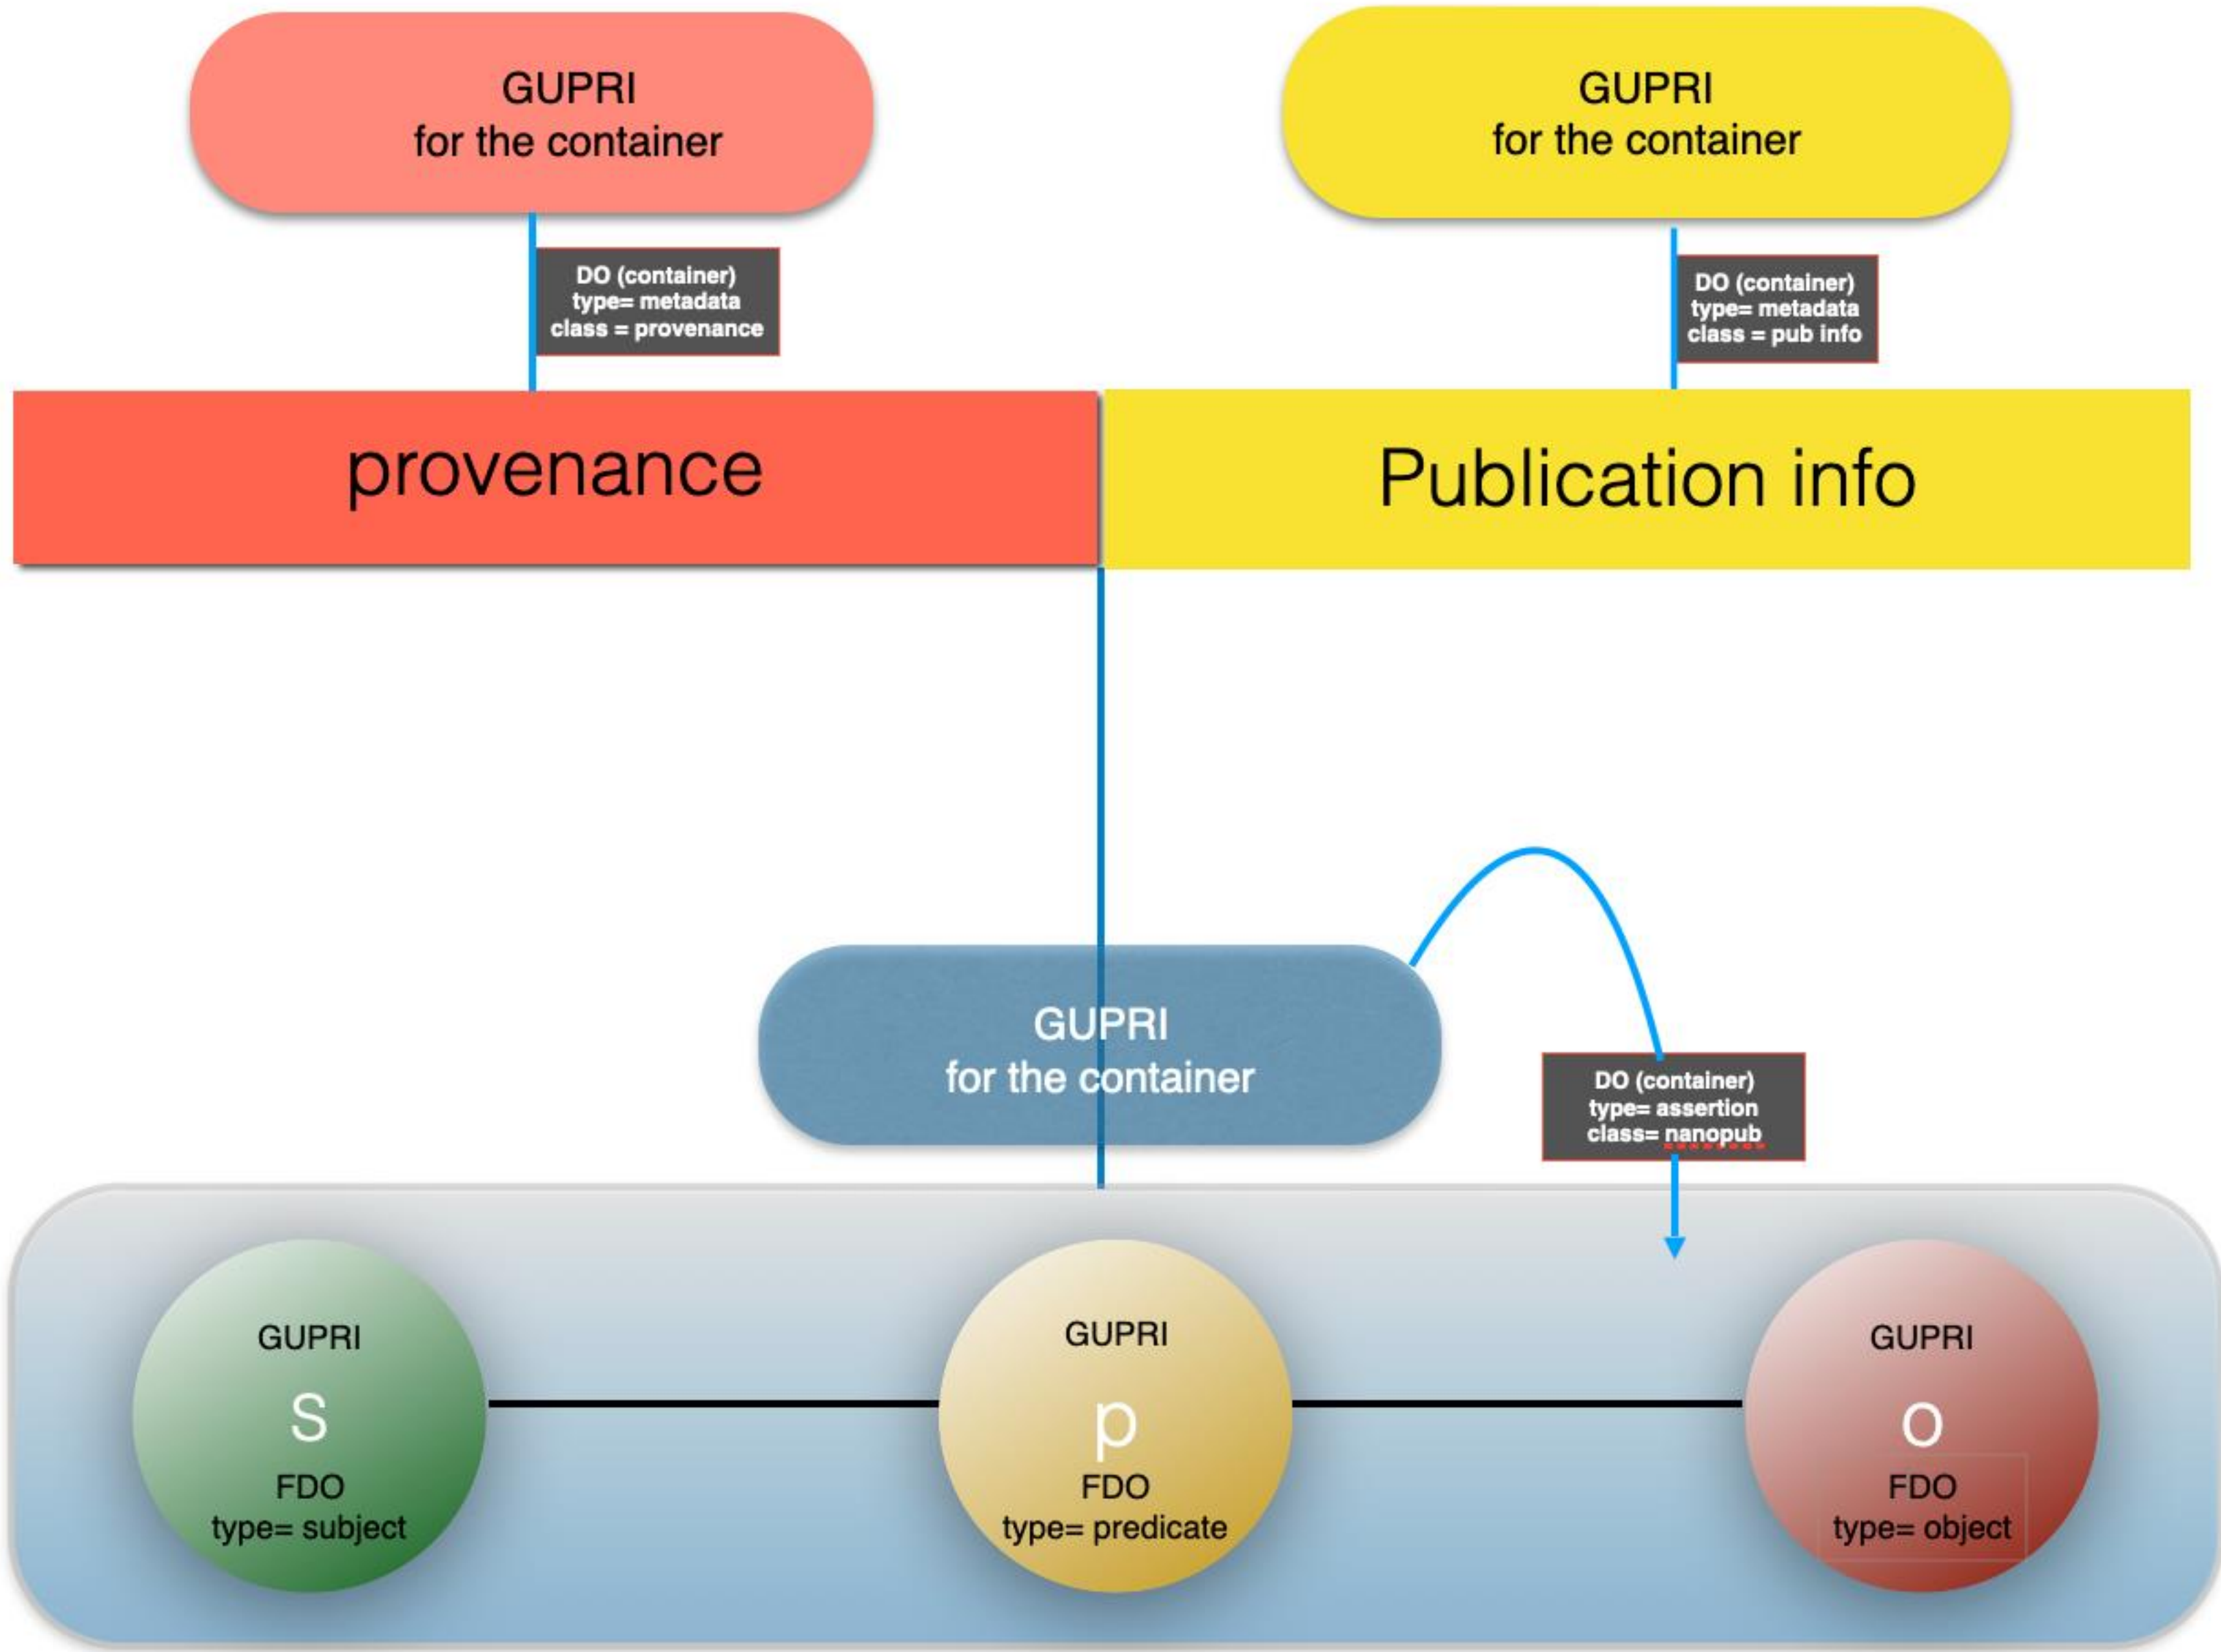 GUPRI
for the container
GUPRI
for the container
DO (container)
type= metadata
class = provenance
DO (container)
type= metadata
class = pub info
provenance
Publication info
GUPRI
for the container
DO (container)
type= assertion
class= nanopub
GUPRI
s
FDO
type= subject
GUPRI
p
FDO
type= predicate
GUPRI
o
FDO
type= object